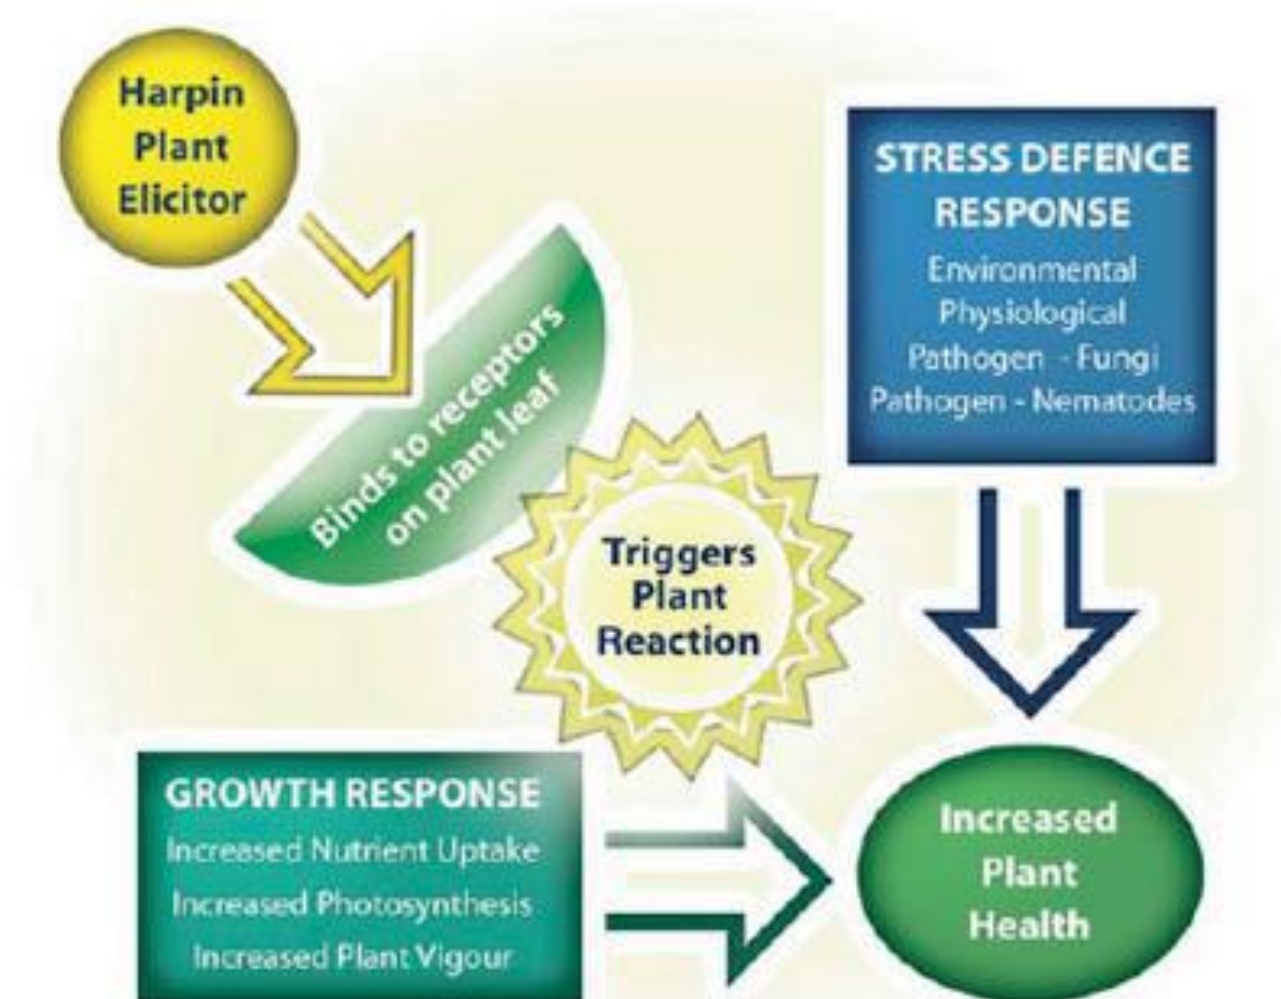 Harpin
Plant
Elicitor
Binds to receptors
on plant leaf
Triggers
Plant
Reaction
STRESS DEFENCE
RESPONSE
Environmental
Physiological
Pathogen - Fungi
Pathogen - Nematodes
GROWTH RESPONSE
Increased Nutrient Uptake
Increased Photosynthesis
Increased Plant Vigour
Increased
Plant
Health